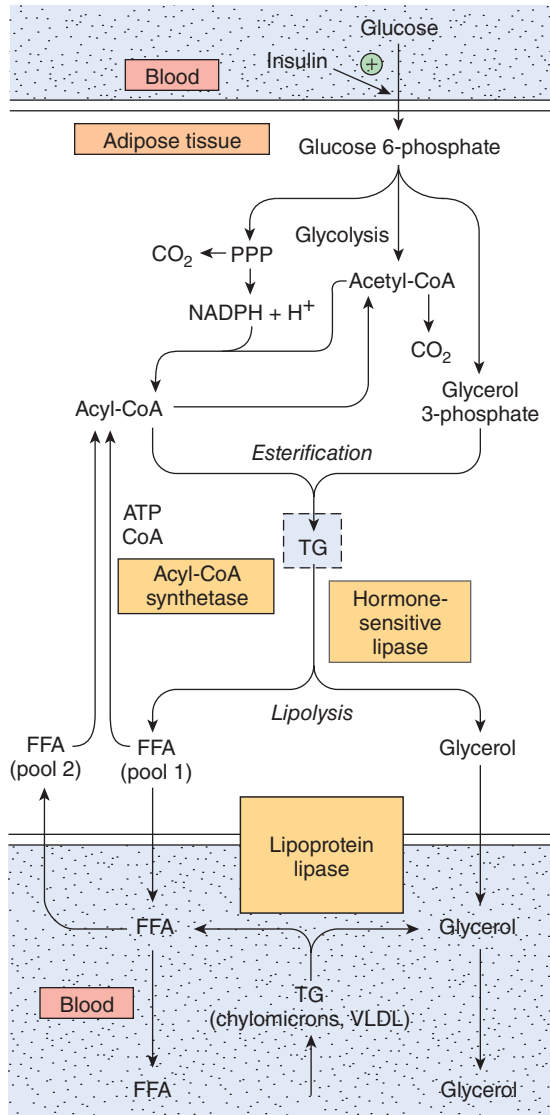 Glucose
Insulin
+
Blood
Adipose tissue
Glucose 6-phosphate
Glycolysis
CO₂
PPP
Acetyl-CoA
NADPH + H⁺
CO₂
Acyl-CoA
Glycerol
3-phosphate
Esterification
ATP
CoA
TG
Acyl-CoA
synthetase
Hormone-
sensitive
lipase
Lipolysis
FFA
(pool 2)
FFA
(pool 1)
Glycerol
Lipoprotein
lipase
FFA
Glycerol
Blood
TG
(chylomicrons, VLDL)
FFA
Glycerol